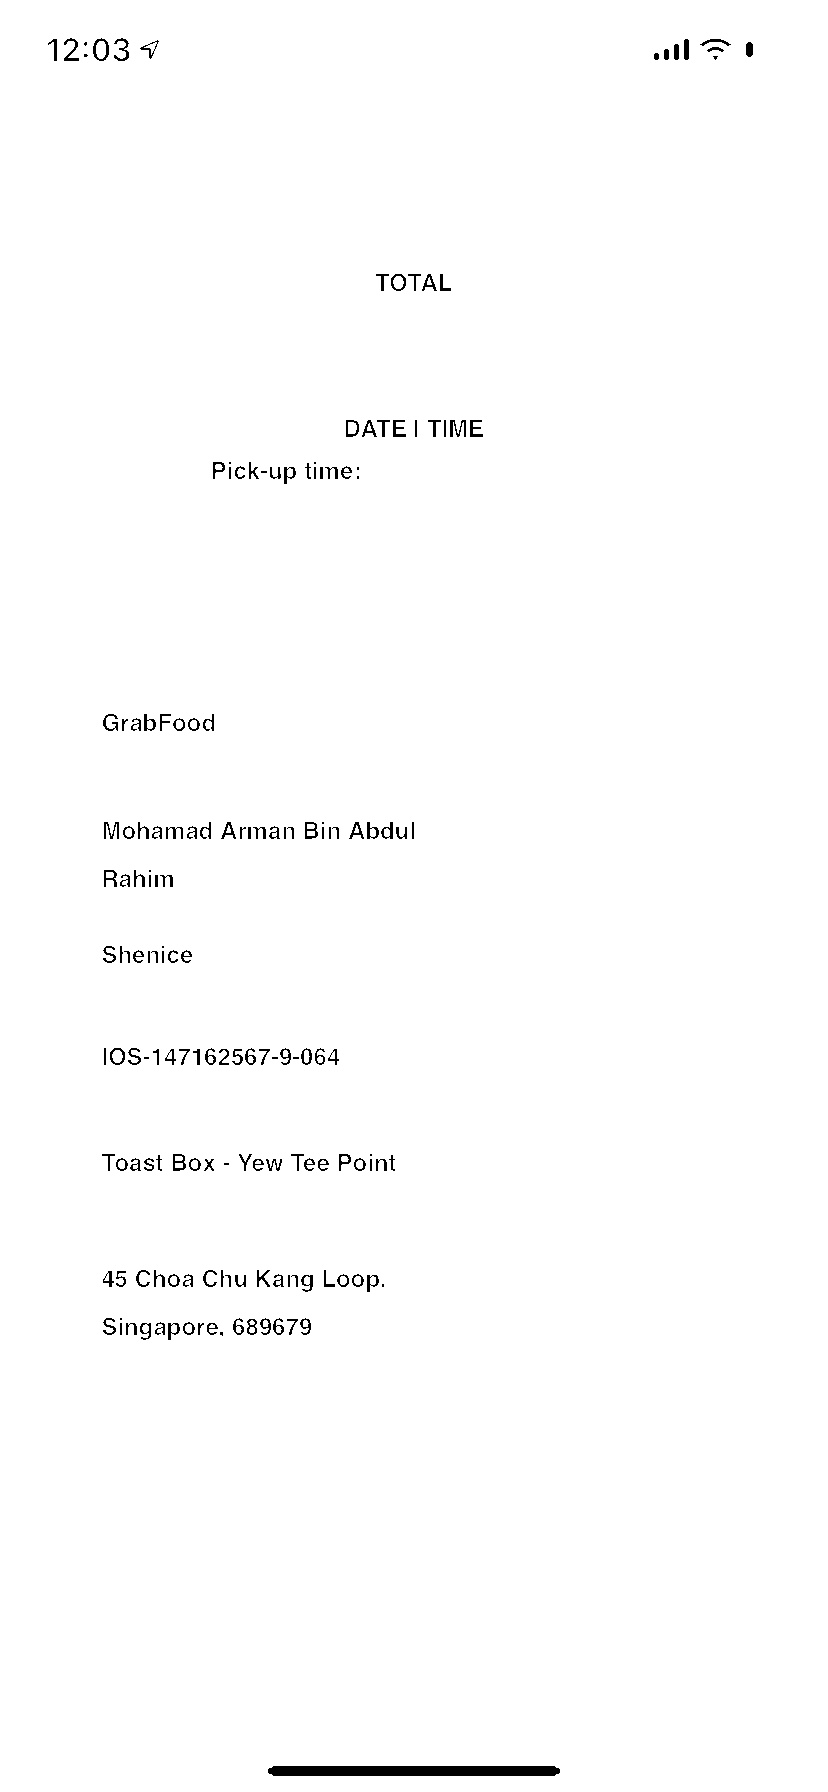 12:03
TOTAL
DATE | TIME
Pick-up time:
GrabFood
Mohamad Arman Bin Abdul
Rahim
Shenice
IOS-147162567-9-064
Toast Box - Yew Tee Point
45 Choa Chu Kang Loop.
Singapore. 689679